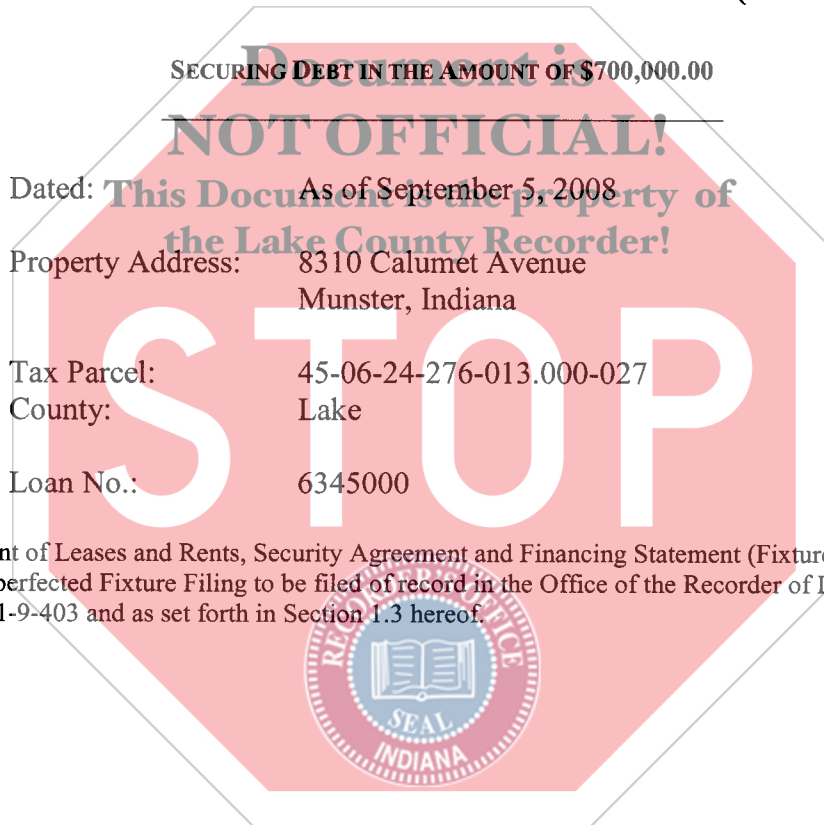 SECURING DEBT IN THE AMOUNT OF $700,000.00
Document is
NOT OFFICIAL!
This Document is the property of
the Lake County Recorder!
Dated: As of September 5, 2008
Property Address: 8310 Calumet Avenue
Munster, Indiana
Tax Parcel: 45-06-24-276-013.000-027
County: Lake
Loan No.: 6345000
STOP
of Leases and Rents, Security Agreement and Financing Statement
perfected Fixture Filing to be filed of record in the Office of the Recorder of
1-9-403 and as set forth in Section 1.3 hereof.
RECORDER'S OFFICE
SEAL
INDIANA